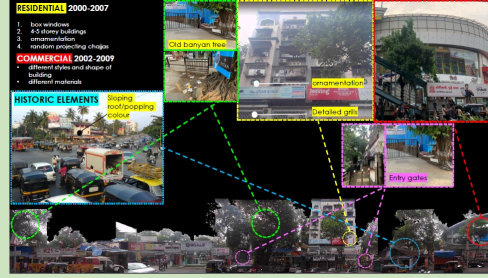 RESIDENTIAL 2000-2007
1. box windows
2. 4-5 storey buildings
3. ornamentation
4. random projecting chajas
COMMERCIAL 2002-2009
• different styles and shape of
building
• different materials
HISTORIC ELEMENTS
Sloping
roof/popping
colour
Old banyan tree
ornamentation
Detailed grills
Entry gates